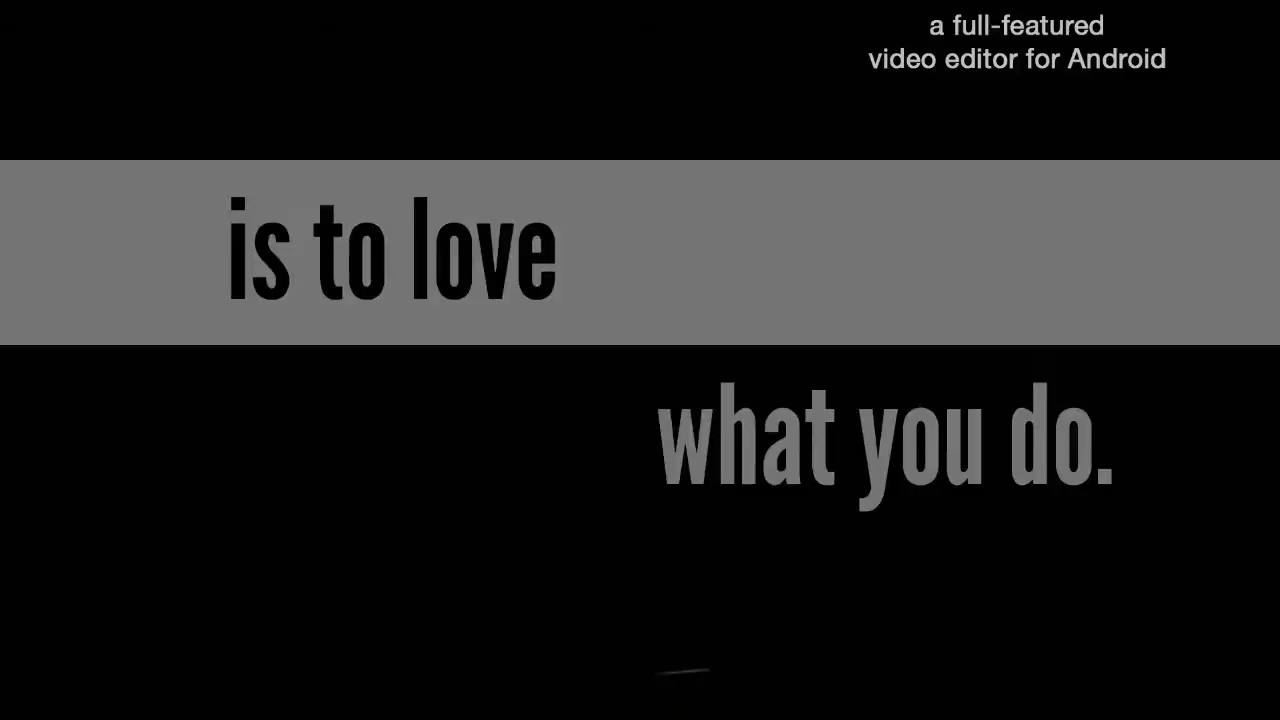 a full-featured
video editor for Android
is to love
what you do.